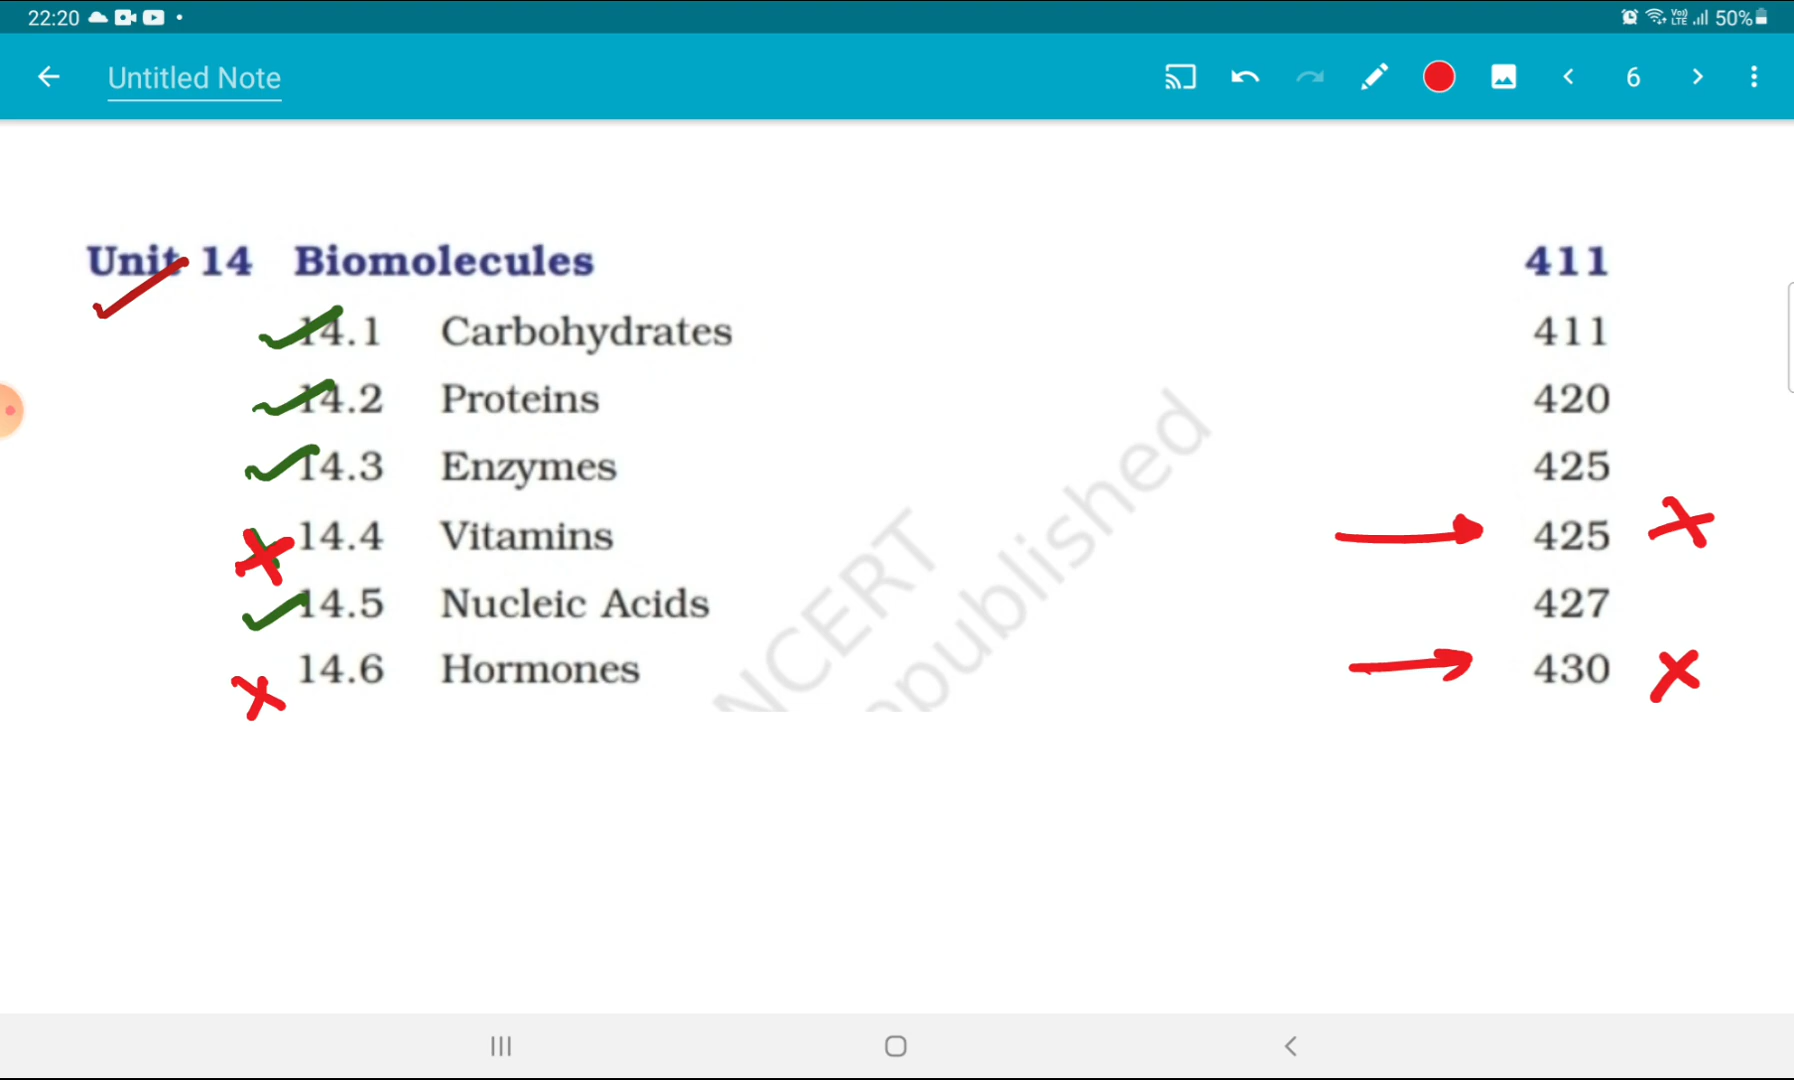 22:20 50%
Untitled Note 6
Unit 14 Biomolecules 411
14.1 Carbohydrates 411
14.2 Proteins 420
14.3 Enzymes 425
14.4 Vitamins 425
14.5 Nucleic Acids 427
14.6 Hormones 430
NCERT
published